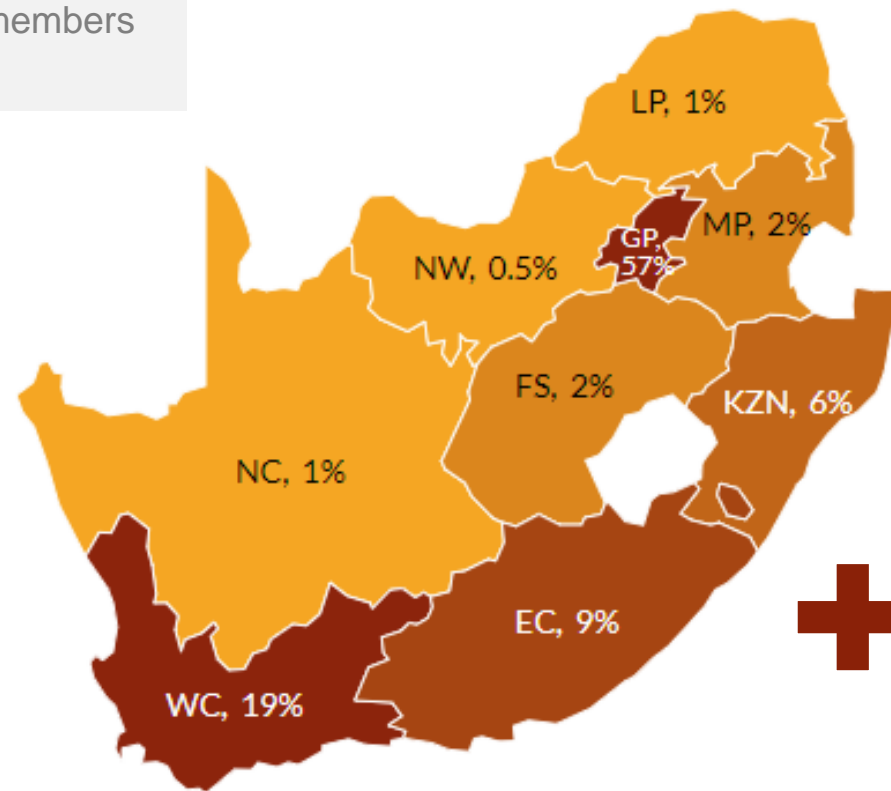 members
LP, 1%
MP, 2%
GP,
57%
NW, 0.5%
FS, 2%
KZN, 6%
NC, 1%
EC, 9%
WC, 19%